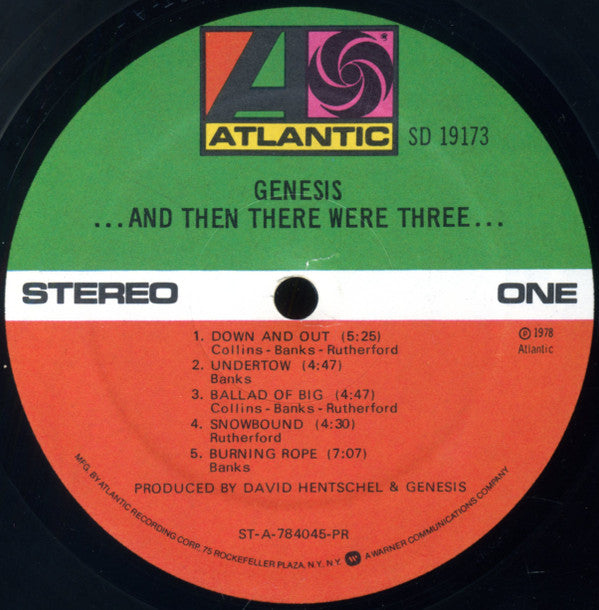 ATLANTIC
SD 19173
GENESIS
...AND THEN THERE WERE THREE...
STEREO
ONE
1. DOWN AND OUT (5:25)
Collins - Banks - Rutherford
2. UNDERTOW (4:47)
Banks
3. BALLAD OF BIG (4:47)
Collins - Banks - Rutherford
4. SNOWBOUND (4:30)
Rutherford
5. BURNING ROPE (7:07)
Banks
℗ 1978
Atlantic
PRODUCED BY DAVID HENTSCHEL & GENESIS
ST-A-784045-PR
MFG. BY ATLANTIC RECORDING CORP. 75 ROCKEFELLER PLAZA, N.Y. N.Y. A WARNER COMMUNICATIONS COMPANY